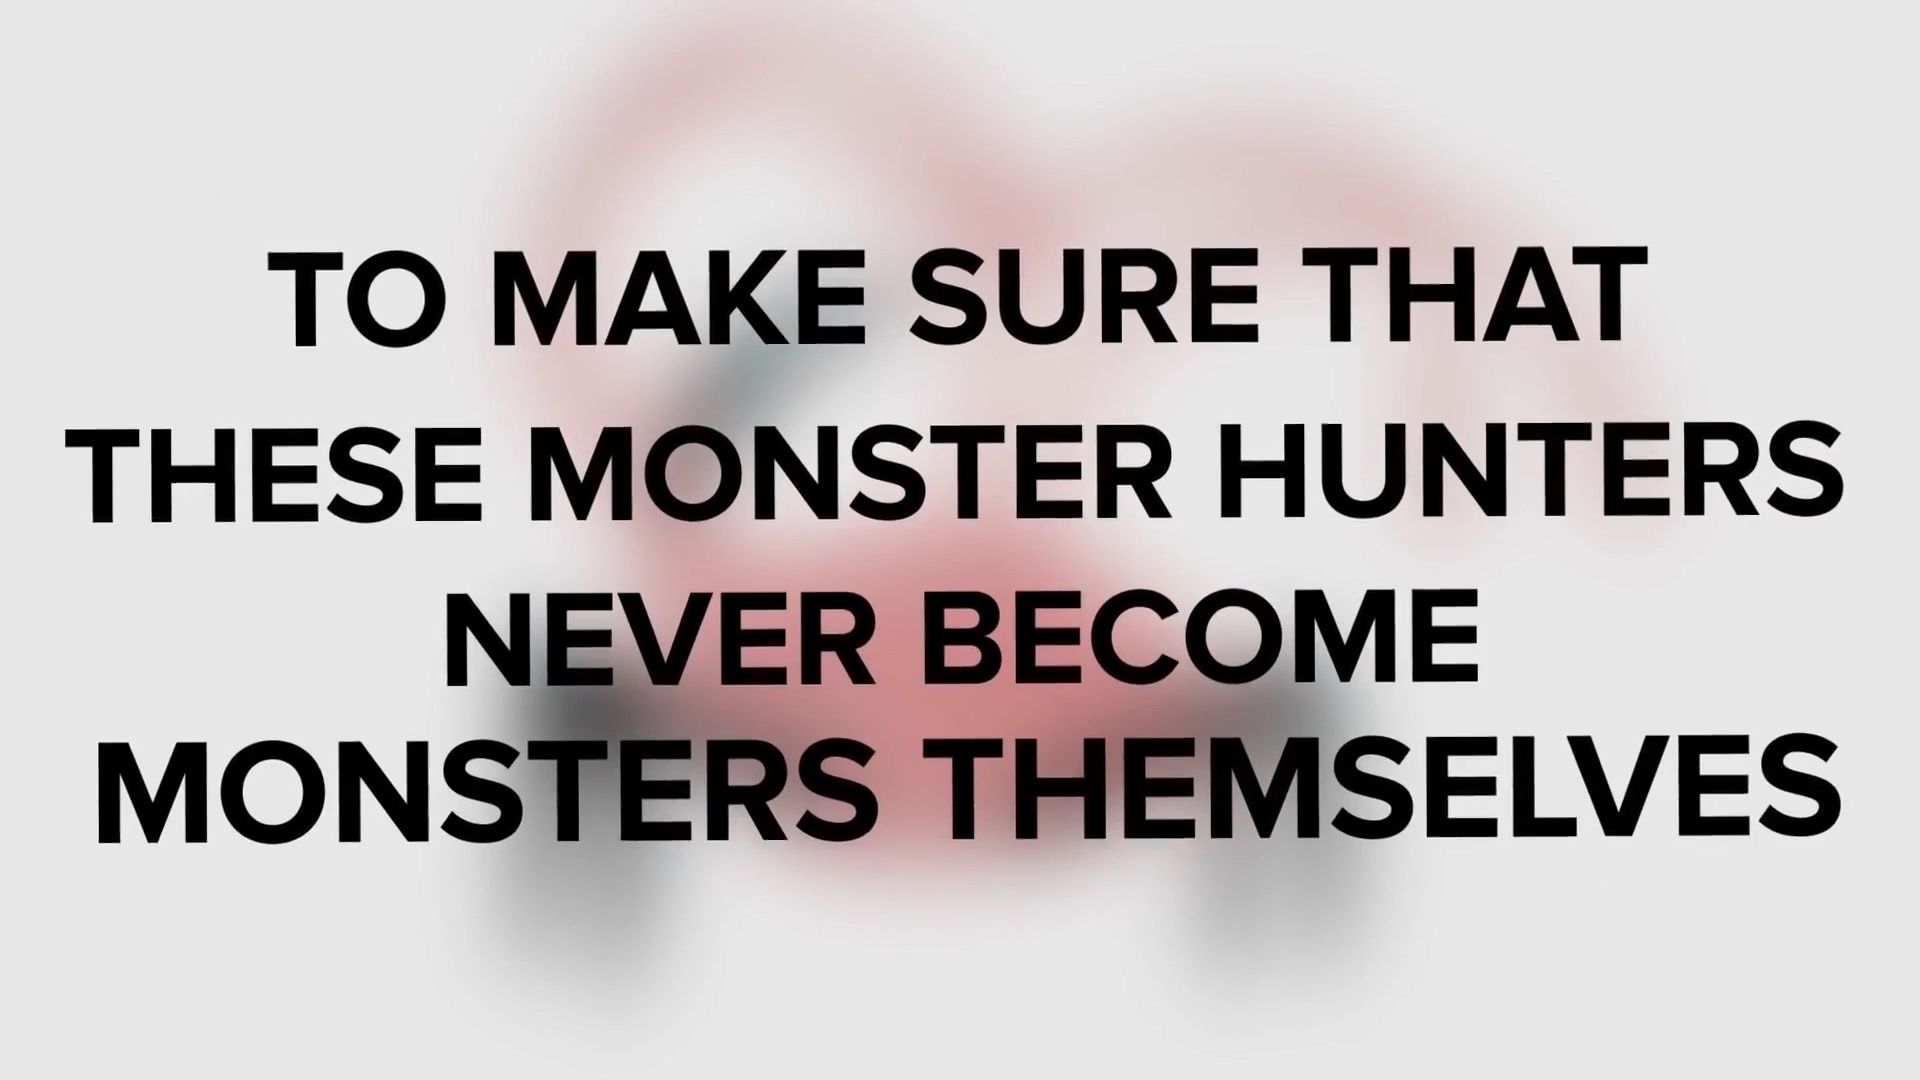 TO MAKE SURE THAT
THESE MONSTER HUNTERS
NEVER BECOME
MONSTERS THEMSELVES